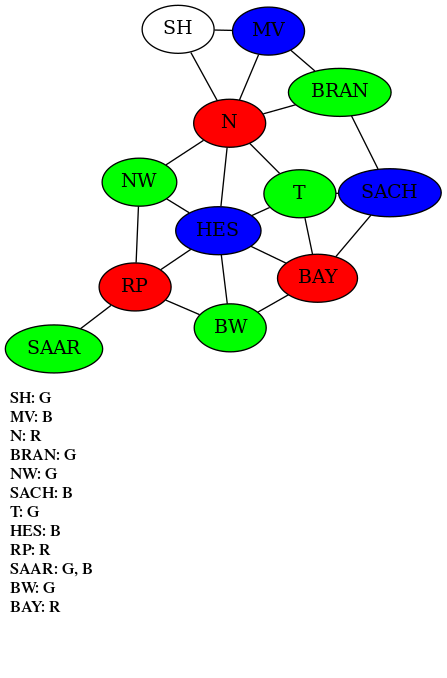 SH
MV
BRAN
N
NW
T
SACH
HES
BAY
RP
BW
SAAR
SH: G
MV: B
N: R
BRAN: G
NW: G
SACH: B
T: G
HES: B
RP: R
SAAR: G, B
BW: G
BAY: R